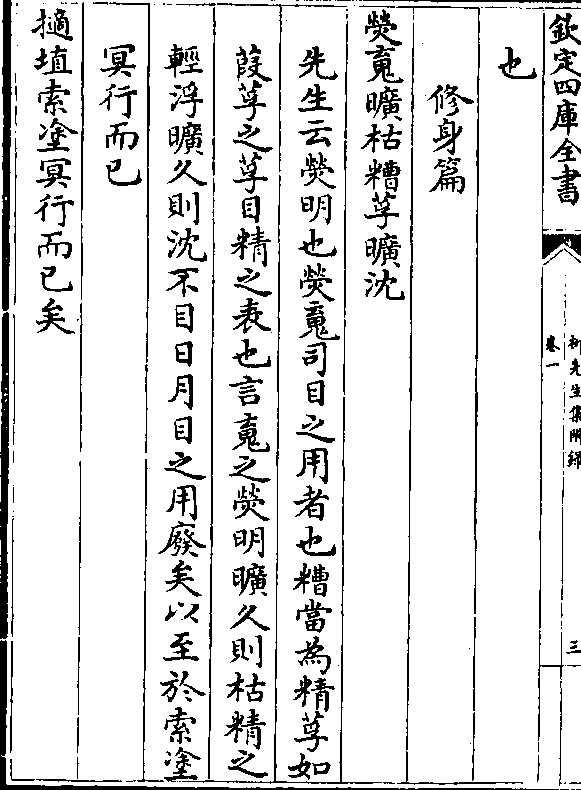 欽定四庫全書
柳先生集附録
卷一
三
也
修身篇
熒䰟曠枯糟莩曠沈
先生云熒明也熒䰟司目之用者也糟當為精莩如
葭莩之莩目精之表也言䰟之熒明曠久則枯精之
輕浮曠久則沈不目日月目之用廢矣以至於索塗
冥行而已
擿埴索塗冥行而已矣